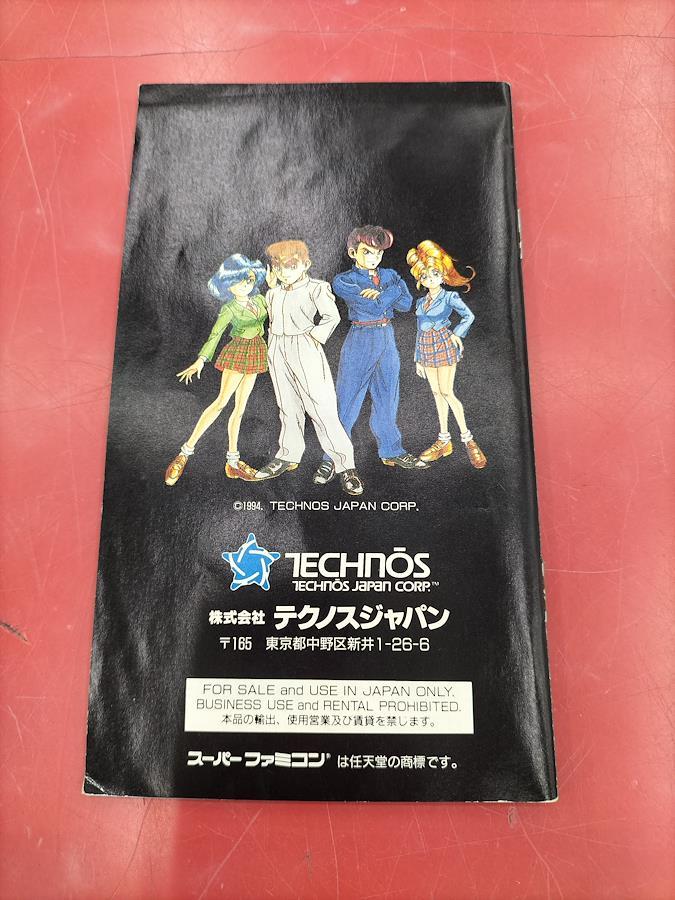 ©1994. TECHNOS JAPAN CORP.
TECHNŌS
TECHNŌS JAPAN CORP.™
株式会社 テクノスジャパン
〒165 東京都中野区新井1-26-6
FOR SALE and USE IN JAPAN ONLY.
BUSINESS USE and RENTAL PROHIBITED.
本品の輸出、使用営業及び賃貸を禁します。
スーパーファミコン® は任天堂の商標です。